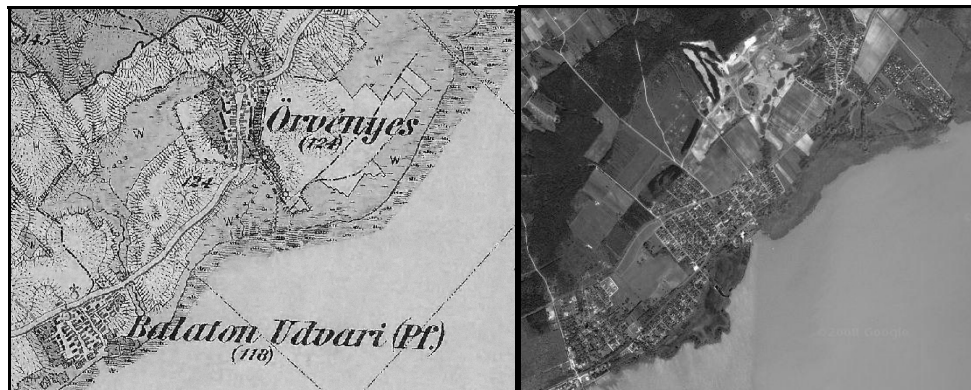 145
W
W
Örvényes
(124)
W
W
124
W
Balaton Udvari (Pf.)
(118)